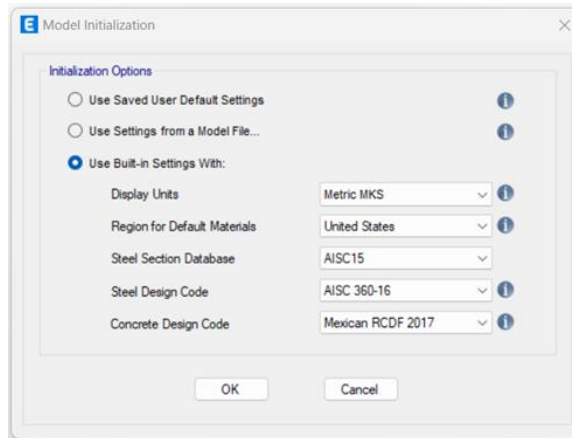 E Model Initialization
Initialization Options
Use Saved User Default Settings
Use Settings from a Model File...
Use Built-in Settings With:
Display Units Metric MKS
Region for Default Materials United States
Steel Section Database AISC15
Steel Design Code AISC 360-16
Concrete Design Code Mexican RCDF 2017
OK Cancel